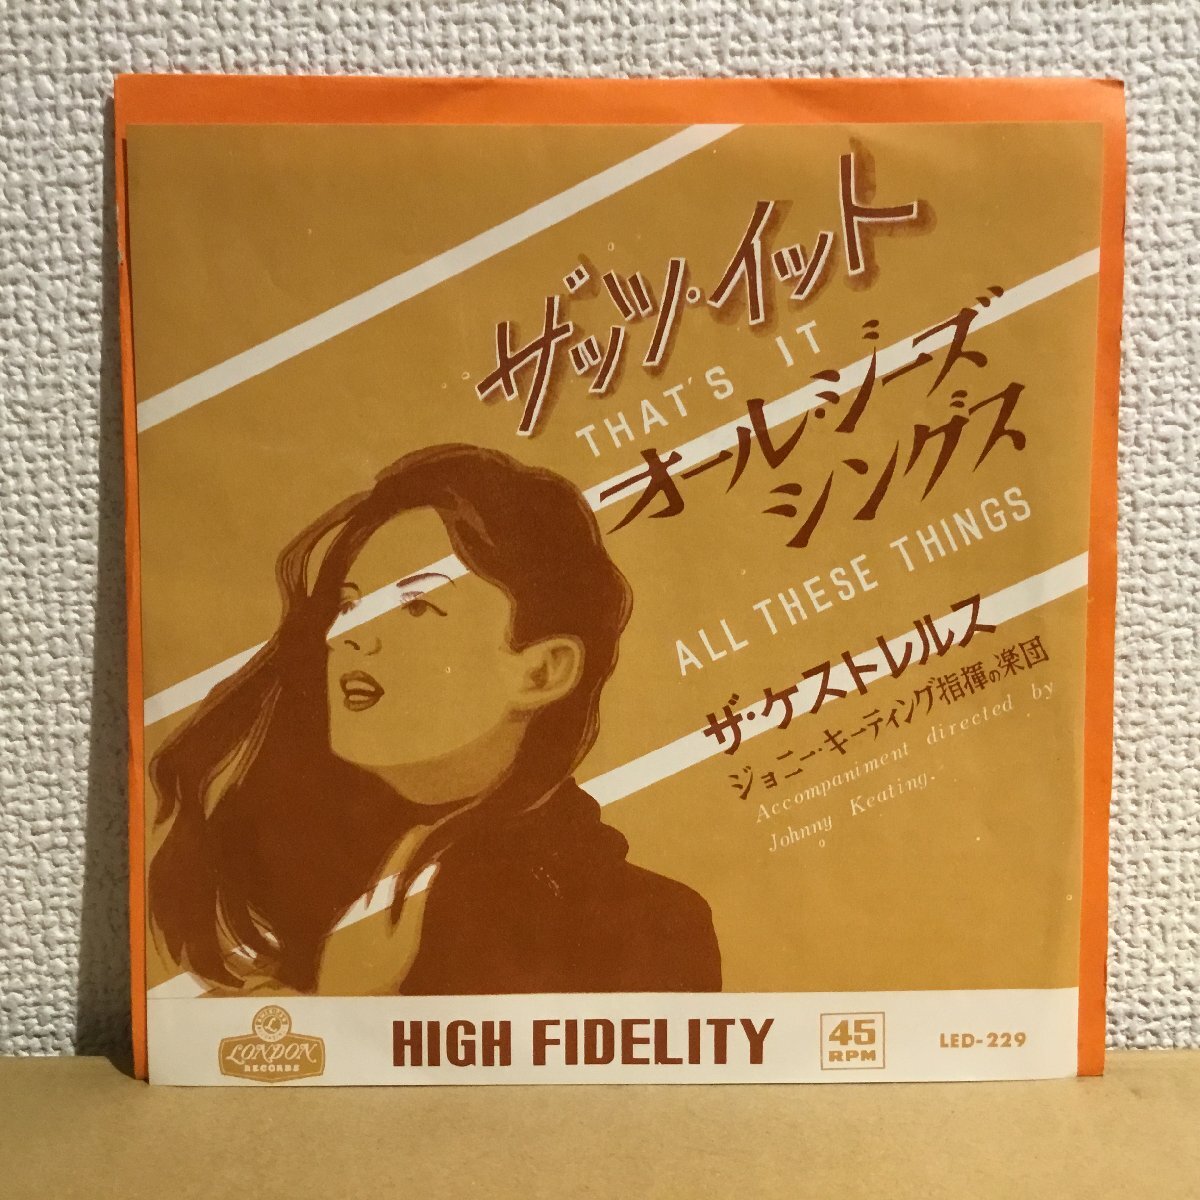 ザッツ・イット
THAT'S IT
オール・ジーズ
シングス
ALL THESE THINGS
ザ・ケストレルス
ジョニー・キーティング指揮の楽団
Accompaniment directed by
Johnny Keating.
LONDON
RECORDS
HIGH FIDELITY
45
RPM
LED-229